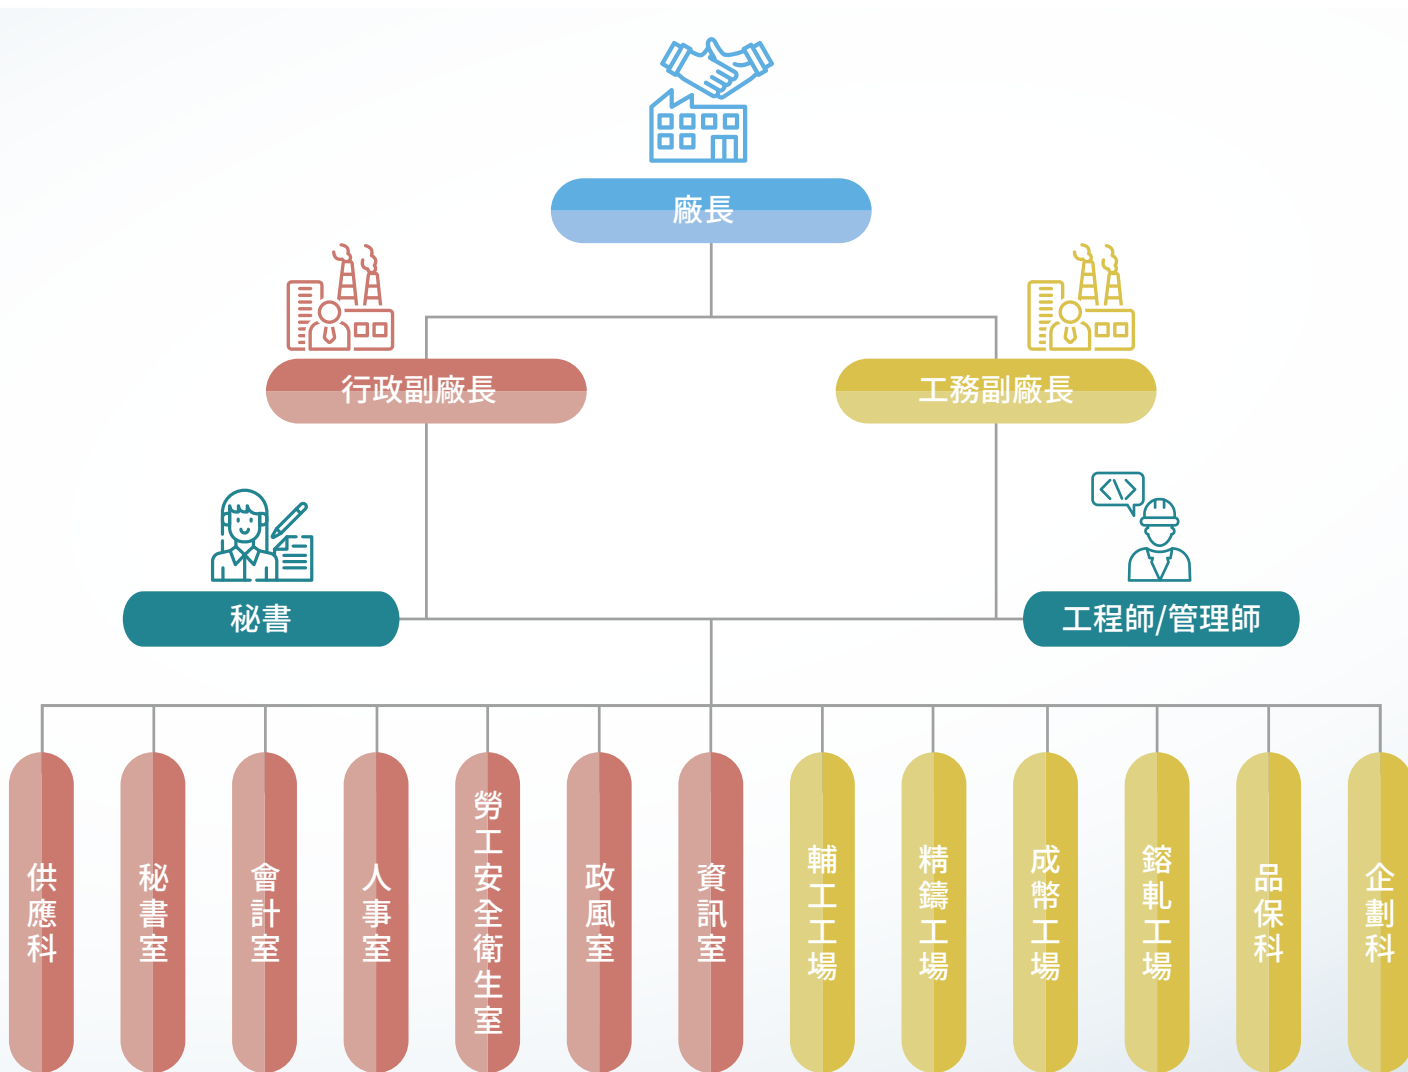 廠長
行政副廠長
工務副廠長
秘書
工程師/管理師
供應科
秘書室
會計室
人事室
勞工安全衛生室
政風室
資訊室
輔工工場
精鑄工場
成幣工場
鎔軋工場
品保科
企劃科